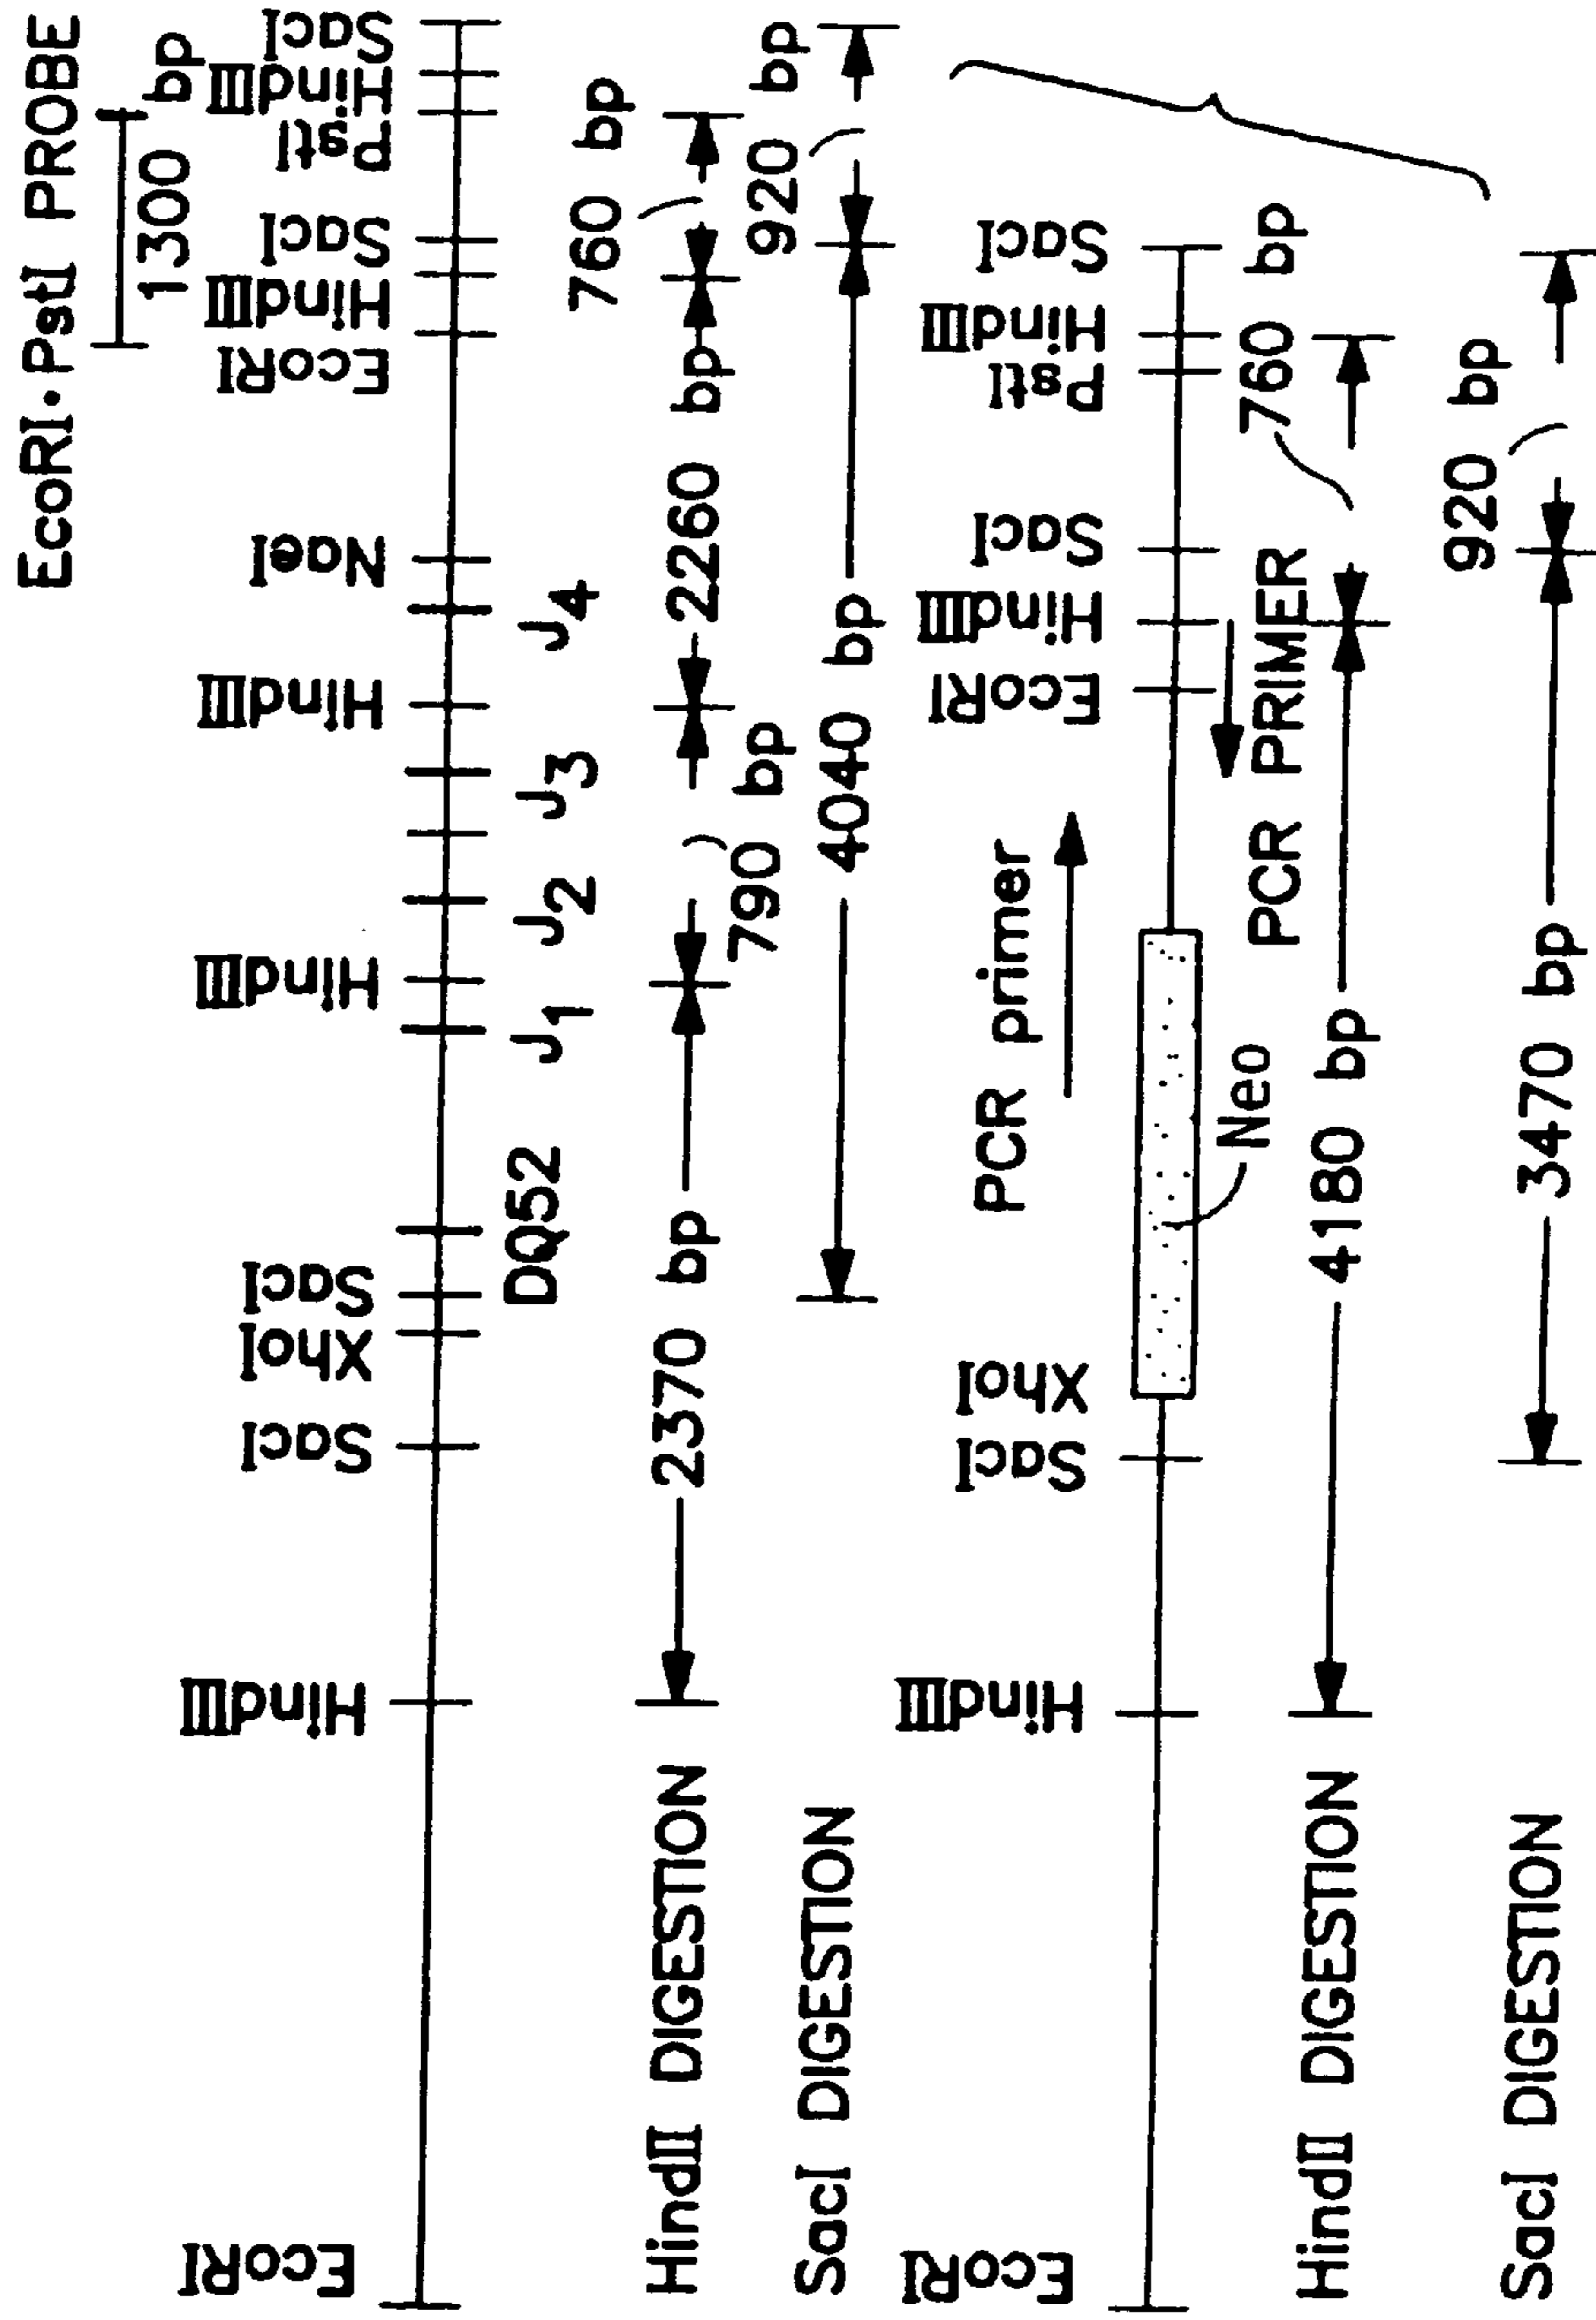 EcoRI·PstI PROBE
1300 bp
EcoRI HindIII SacI XhoI SacI HindIII HindIII NaeI EcoRI HindIII SacI PstI HindIII SacI
DQ52 J1 J2 J3 J4
760 bp
HindII DIGESTION 2370 bp 2260 bp
790 bp 920 bp
SacI DIGESTION 4040 bp
EcoRI HindIII SacI XhoI EcoRI HindIII SacI PstI HindIII SacI
PCR primer
Neo PCR PRIMER 760 bp
HindII DIGESTION 4180 bp
920 bp
SacI DIGESTION 3470 bp